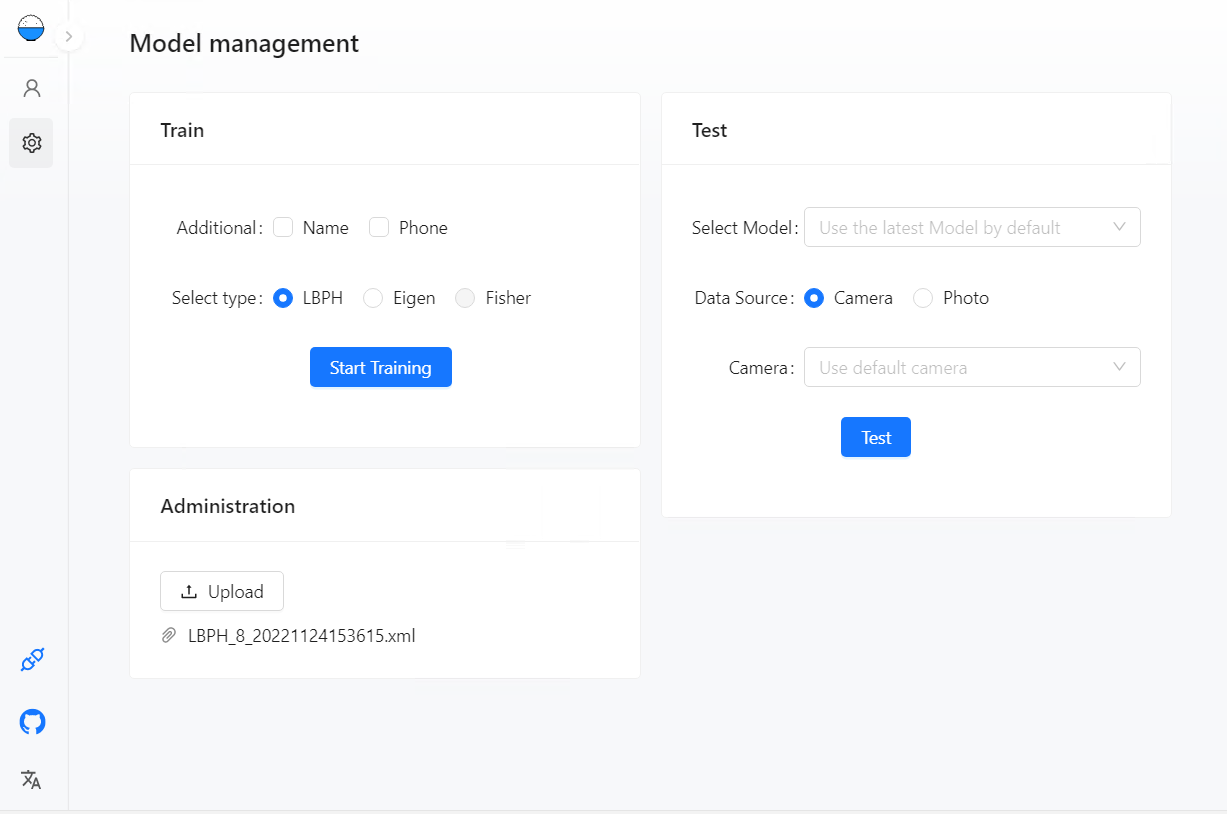 Model management
Train
Additional: Name Phone
Select type: LBPH Eigen Fisher
Start Training
Administration
Upload
LBPH_8_20221124153615.xml
Test
Select Model: Use the latest Model by default
Data Source: Camera Photo
Camera: Use default camera
Test